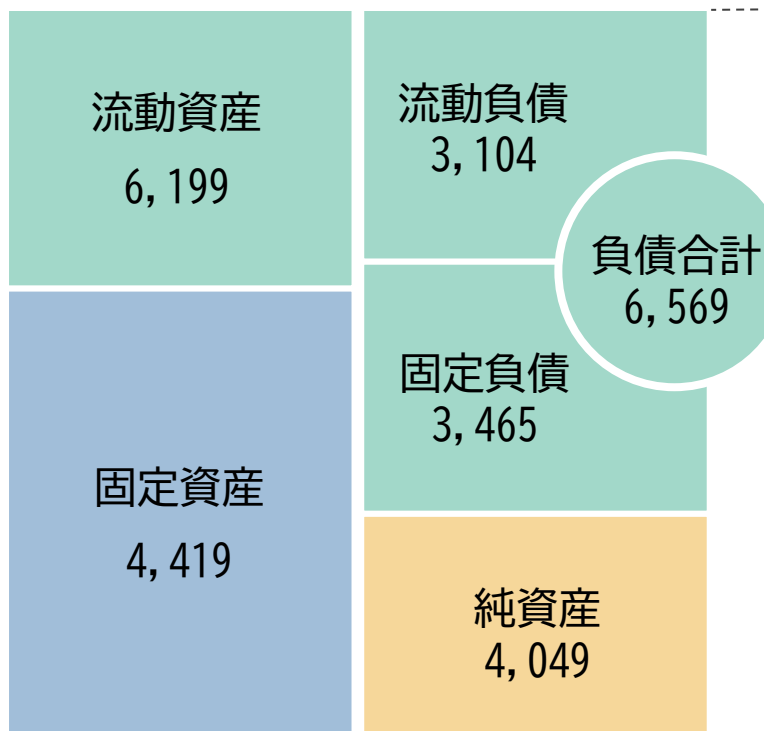 流動資産
6,199
固定資産
4,419
流動負債
3,104
負債合計
6,569
固定負債
3,465
純資産
4,049